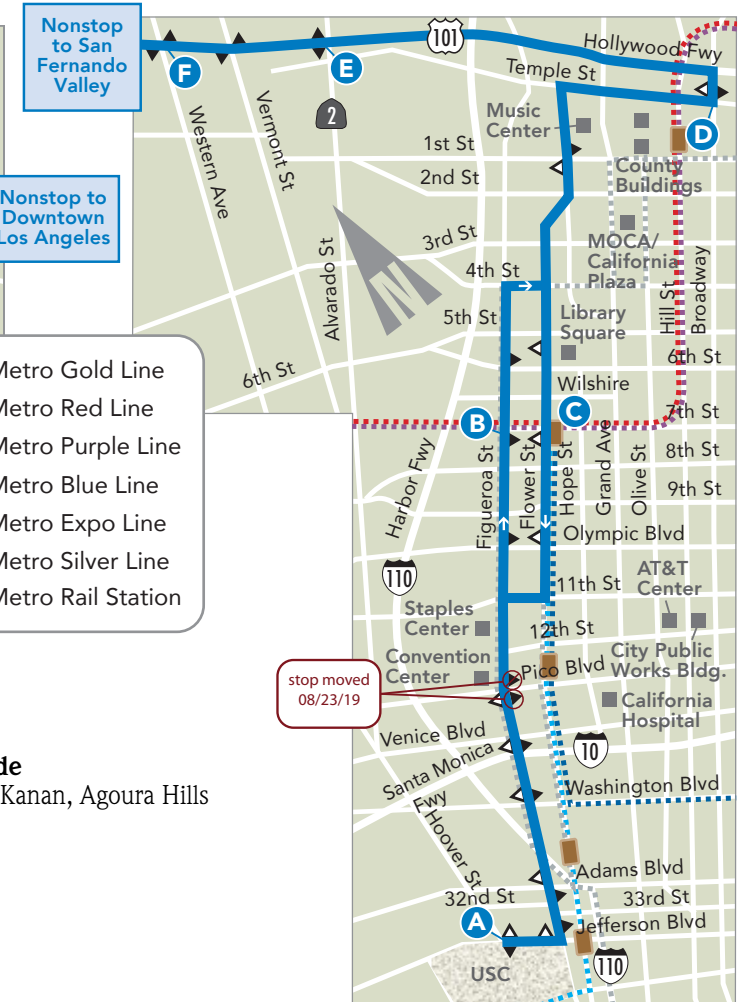 Nonstop
to San
Fernando
Valley
Nonstop to
Downtown
Los Angeles
F
E
101
Hollywood Fwy
Temple St
D
2
Western Ave
Vermont St
Alvarado St
Music
Center
1st St
2nd St
3rd St
4th St
5th St
6th St
County
Buildings
MOCA/
California
Plaza
Library
Square
Hill St
Broadway
6th St
Wilshire
N
B
C
7th St
8th St
9th St
Harbor Fwy
Figueroa St
Flower St
Hope St
Grand Ave
Olive St
Olympic Blvd
110
11th St
AT&T
Center
Staples
Center
12th St
City Public
Works Bldg.
Convention
Center
Pico Blvd
California
Hospital
stop moved
08/23/19
Venice Blvd
10
Santa Monica
Fwy
Washington Blvd
Hoover St
Adams Blvd
32nd St
33rd St
A
Jefferson Blvd
USC
110
Metro Gold Line
Metro Red Line
Metro Purple Line
Metro Blue Line
Metro Expo Line
Metro Silver Line
Metro Rail Station
de
Kanan, Agoura Hills